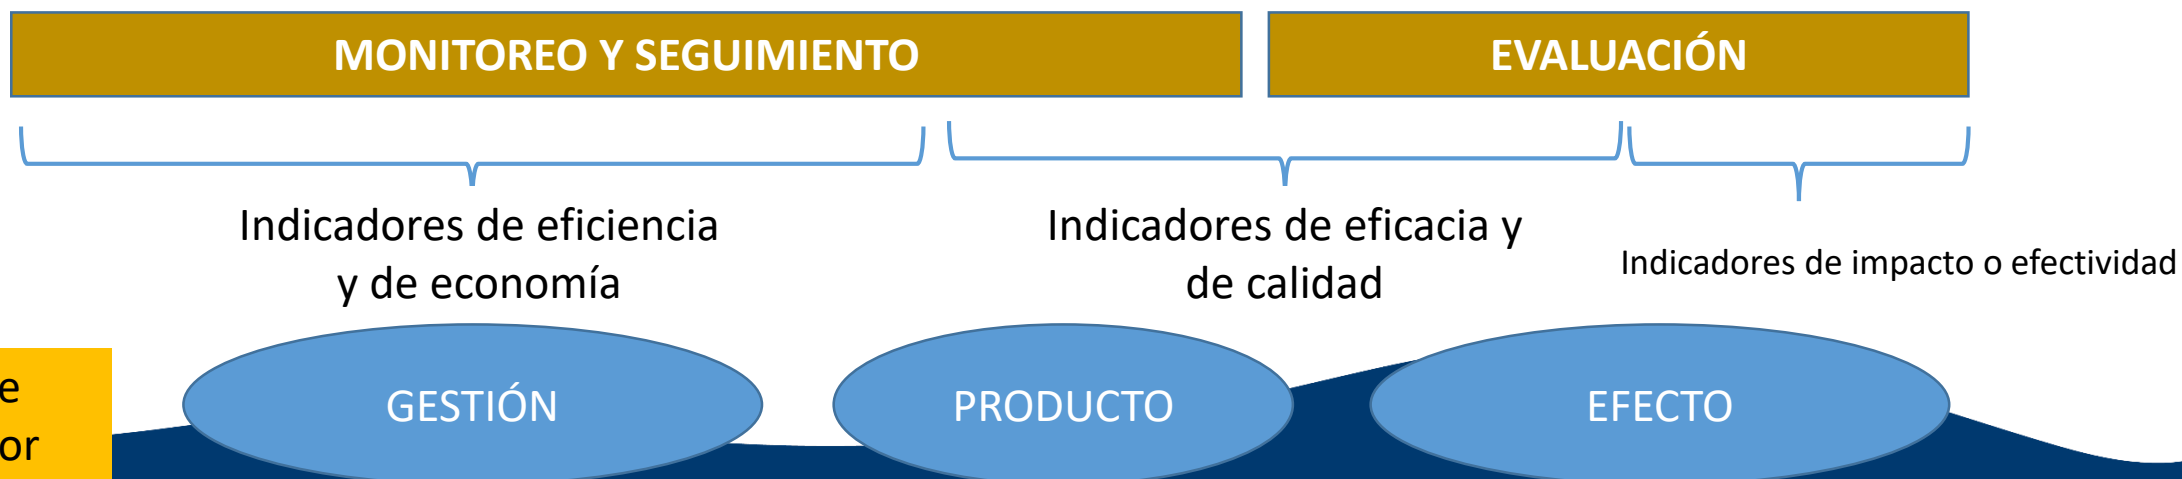 MONITOREO Y SEGUIMIENTO
EVALUACIÓN
Indicadores de eficiencia
y de economía
Indicadores de eficacia y
de calidad
Indicadores de impacto o efectividad
GESTIÓN
PRODUCTO
EFECTO